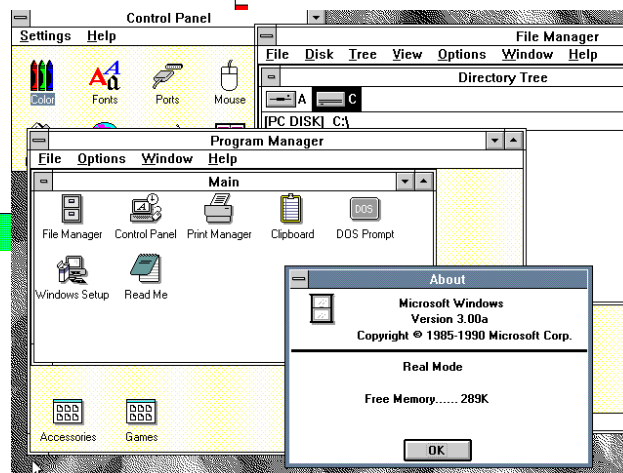 Control Panel
Settings Help
Color Fonts Ports Mouse
File Manager
File Disk Tree View Options Window Help
Directory Tree
A C
[PC DISK] C:\
Program Manager
File Options Window Help
Main
File Manager Control Panel Print Manager Clipboard DOS Prompt
DOS
Windows Setup Read Me
Accessories Games
About
Microsoft Windows
Version 3.00a
Copyright © 1985-1990 Microsoft Corp.
Real Mode
Free Memory...... 289K
OK